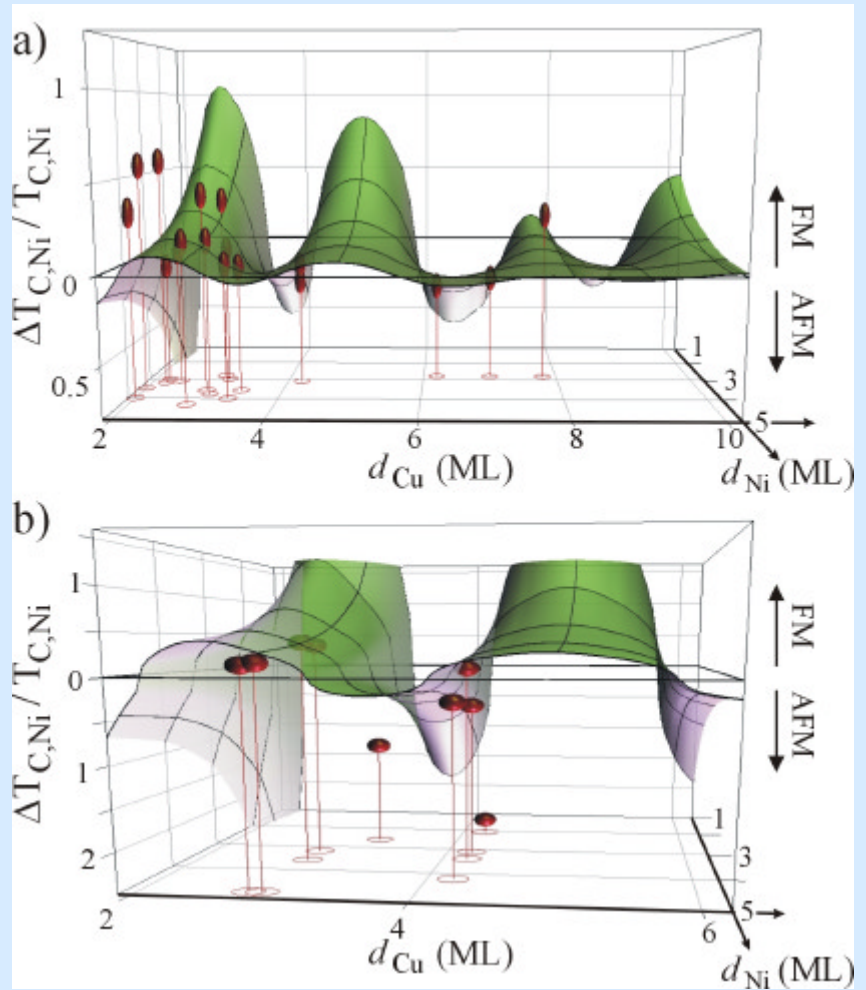 a)
1
0
0.5
ΔT_C,Ni / T_C,Ni
FM
AFM
1
3
5
2 4 6 8 10
d_Cu (ML)
d_Ni (ML)
b)
1
0
1
2
ΔT_C,Ni / T_C,Ni
FM
AFM
1
3
5
2 4 6
d_Cu (ML)
d_Ni (ML)